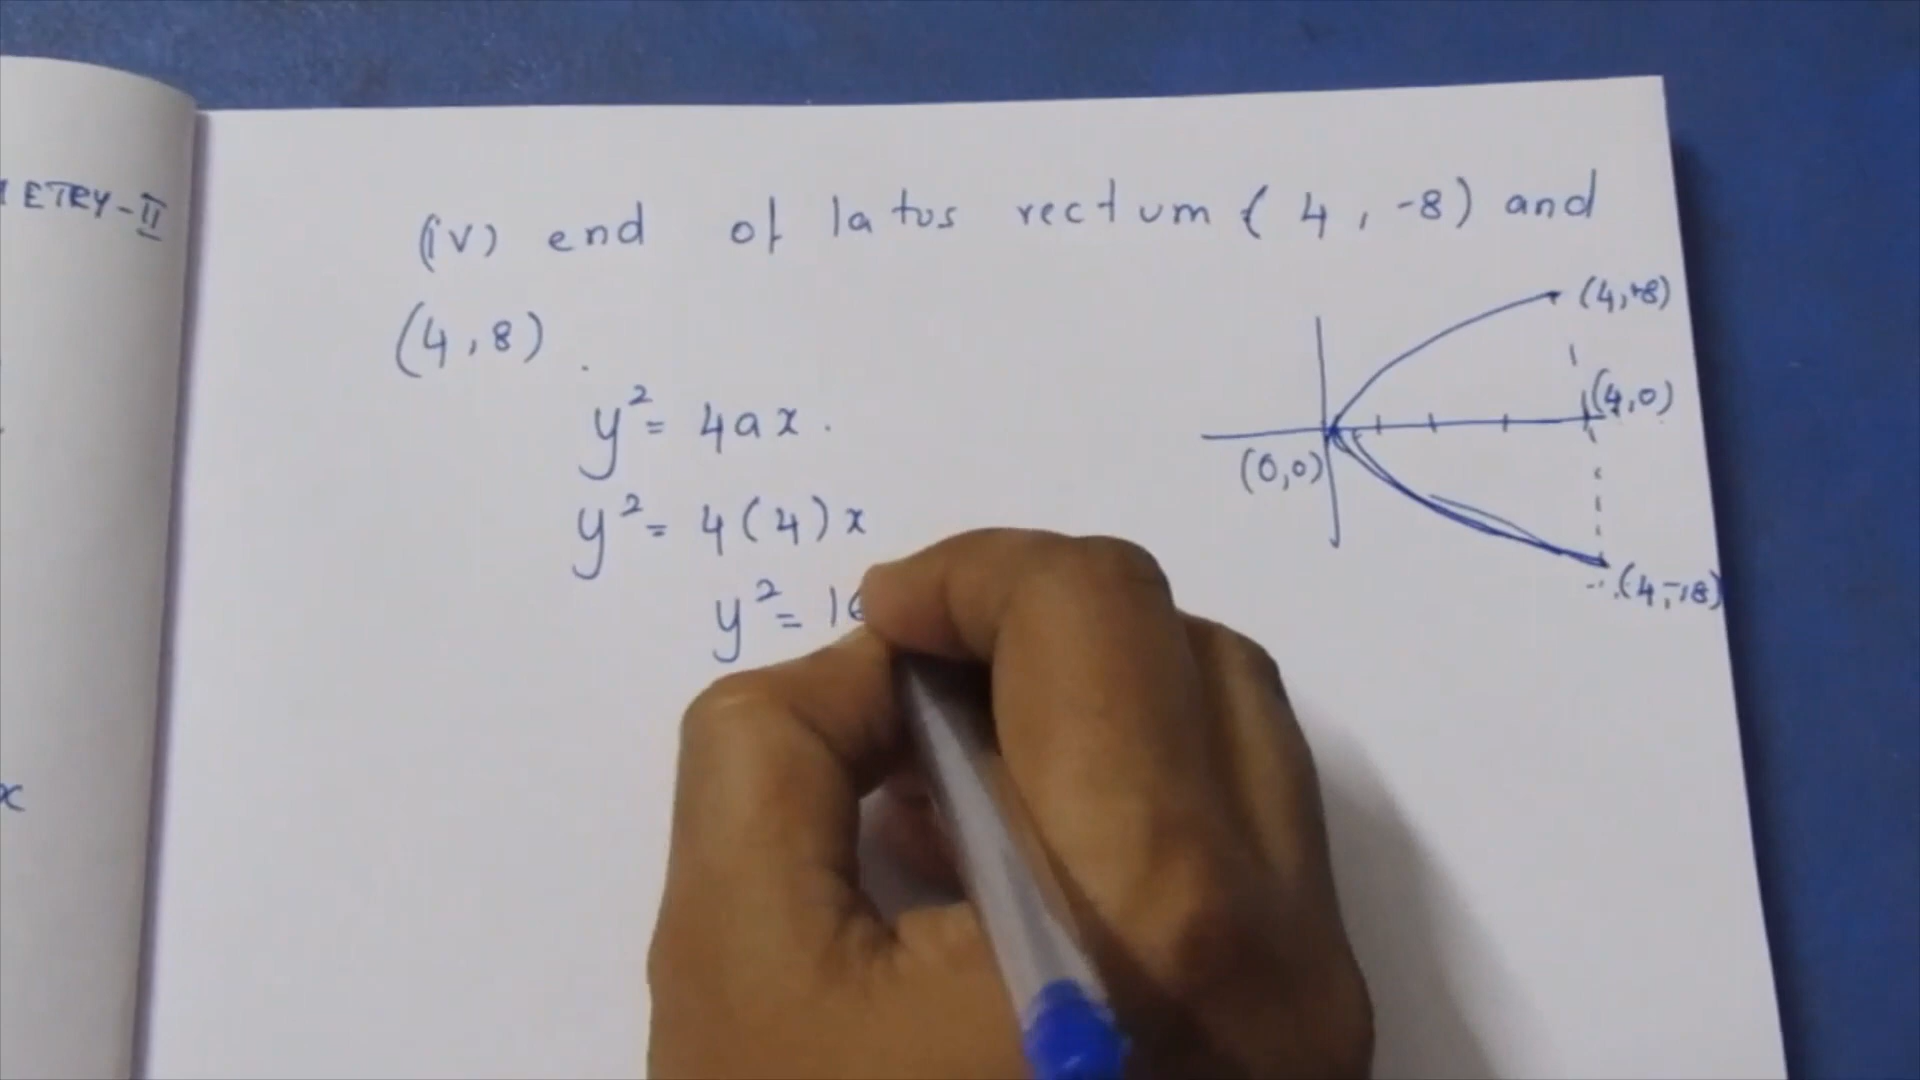 ETRY-II
(iv) end of latus rectum (4, -8) and
(4,8).
y² = 4ax.
y² = 4(4)x
y² = 16
(4,+8)
(4,0)
(0,0)
(4,-18)
x